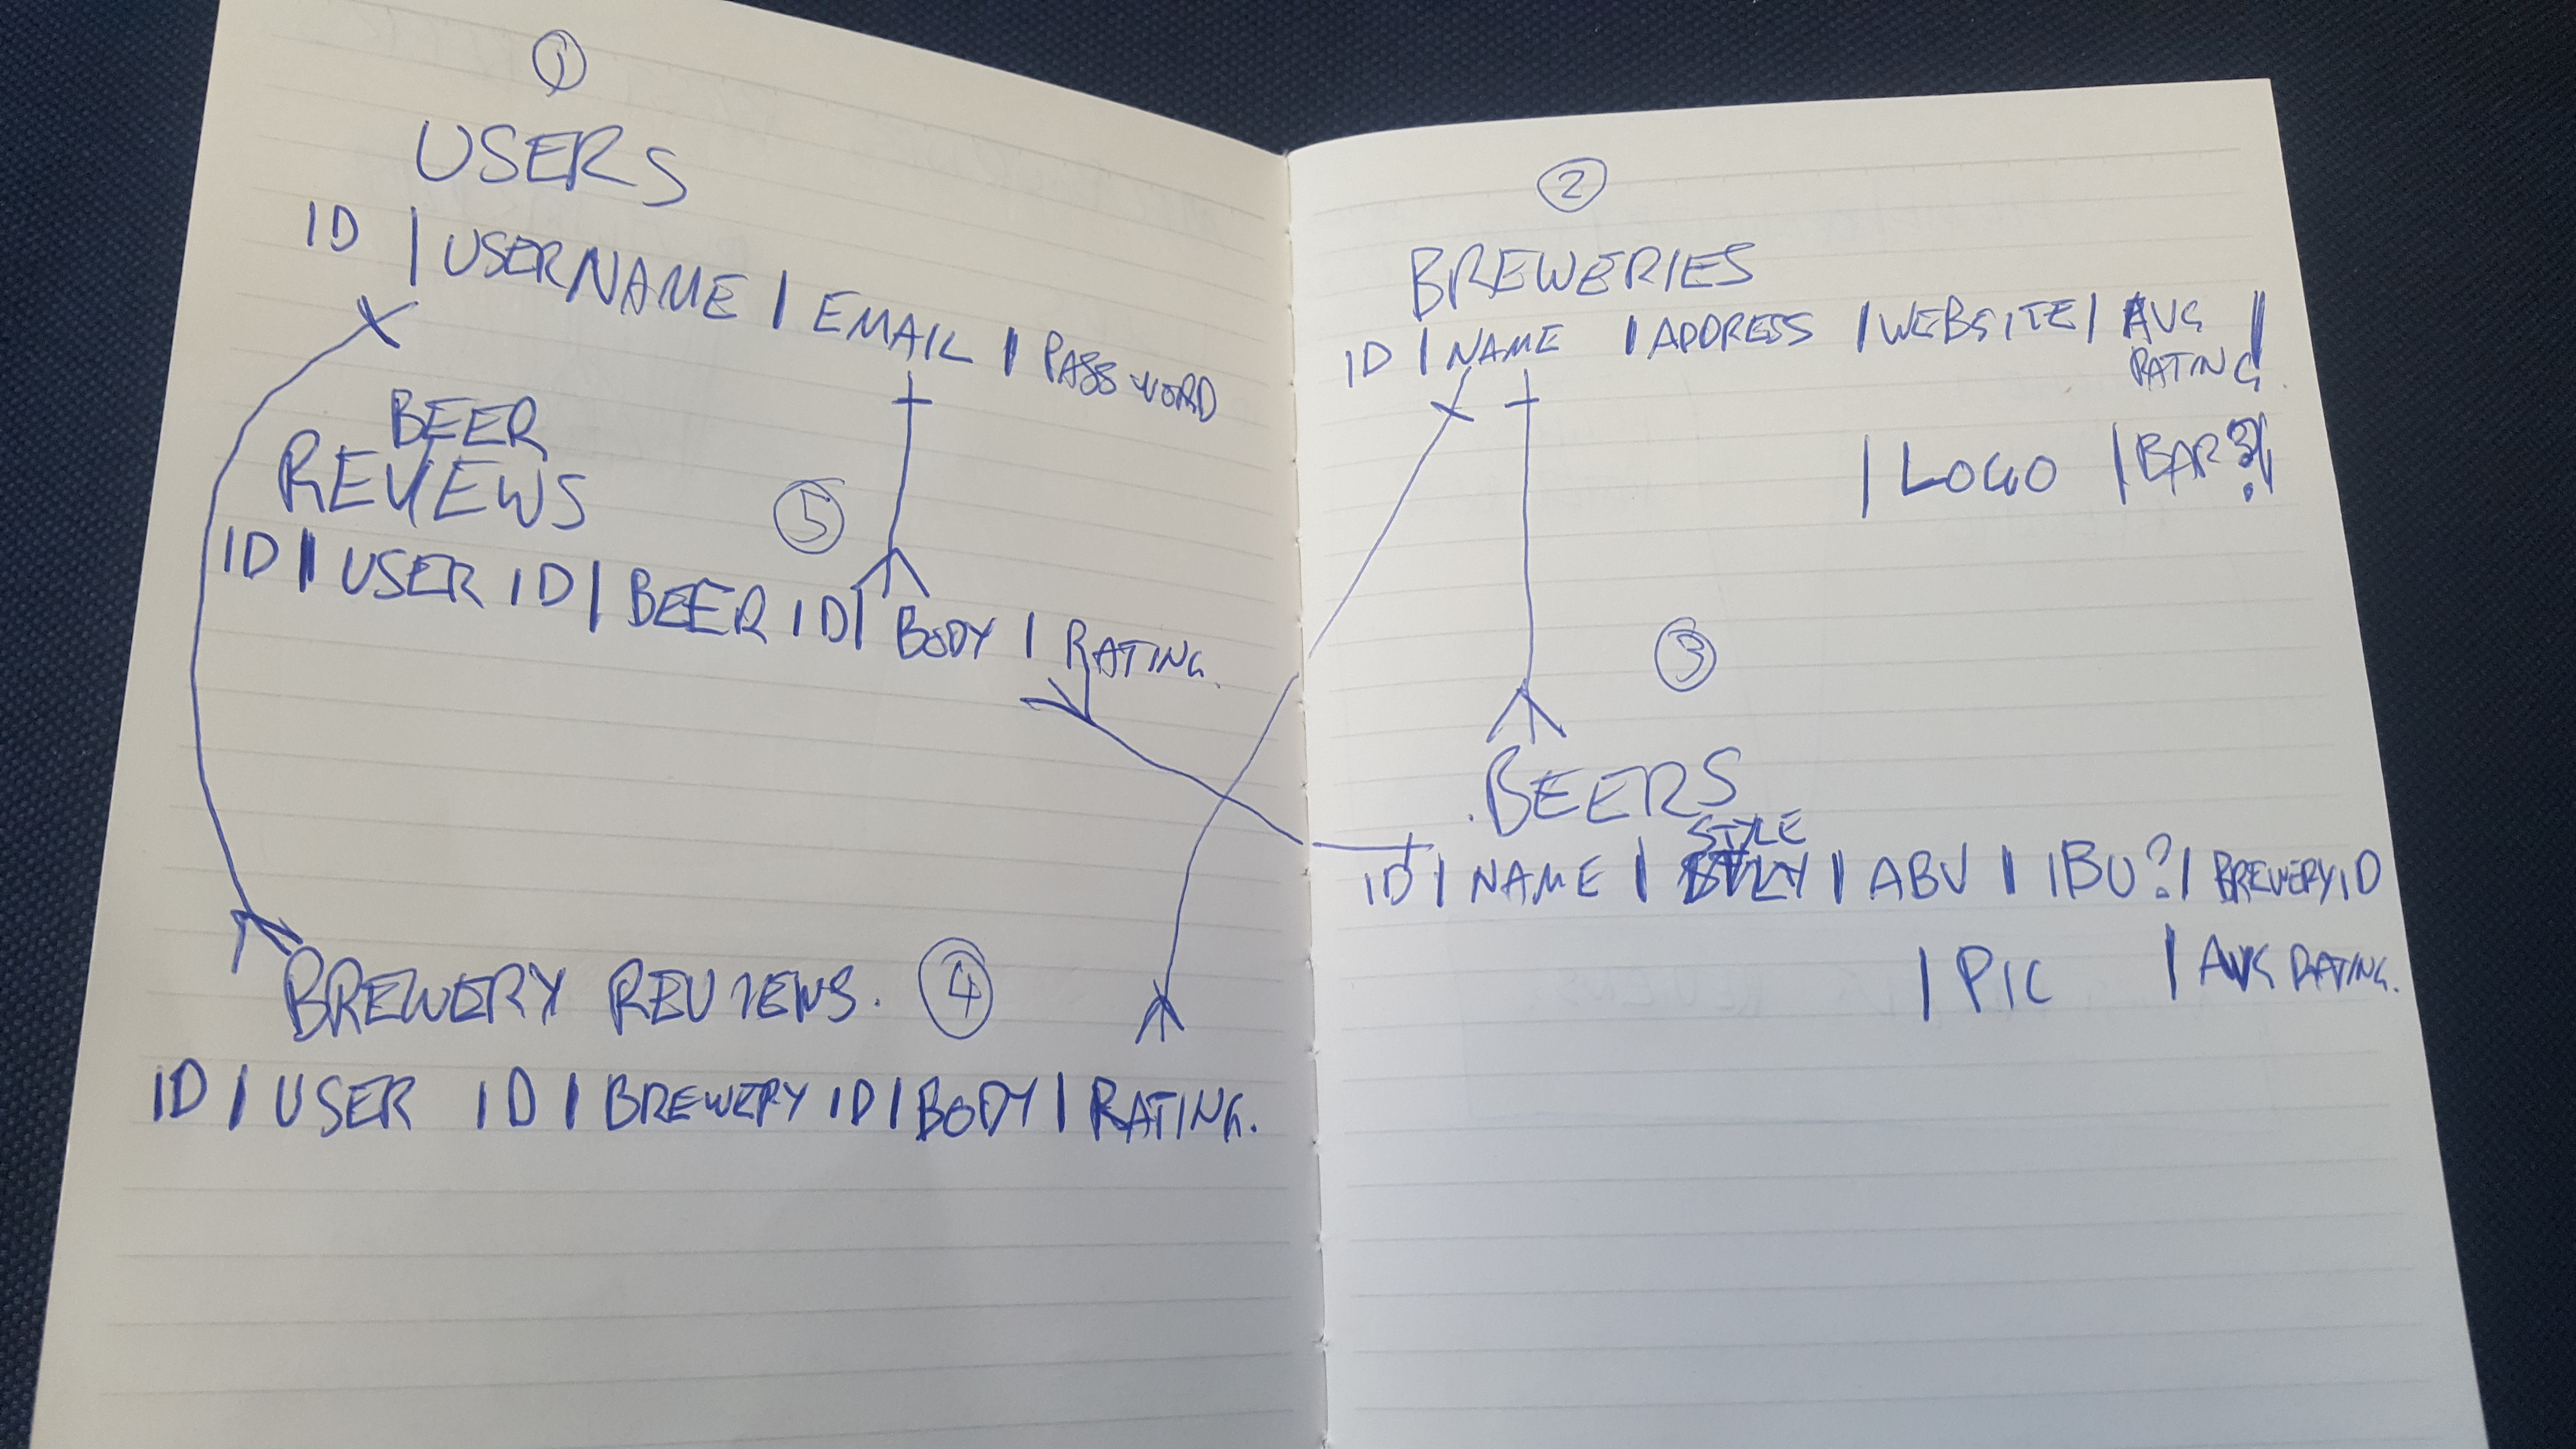 ①
USERS
ID | USERNAME | EMAIL | PASSWORD
BEER
REVIEWS
⑤
ID | USER ID | BEER ID | BODY | RATING.
BREWERY REVIEWS. ④
ID | USER ID | BREWERY ID | BODY | RATING.
②
BREWERIES
ID | NAME | ADDRESS | WEBSITE | AVG
RATING |
| LOGO | BAR?|
③
BEERS
STYLE
ID | NAME | | ABV | IBU? | BREWERY ID
| PIC | AVG RATING.